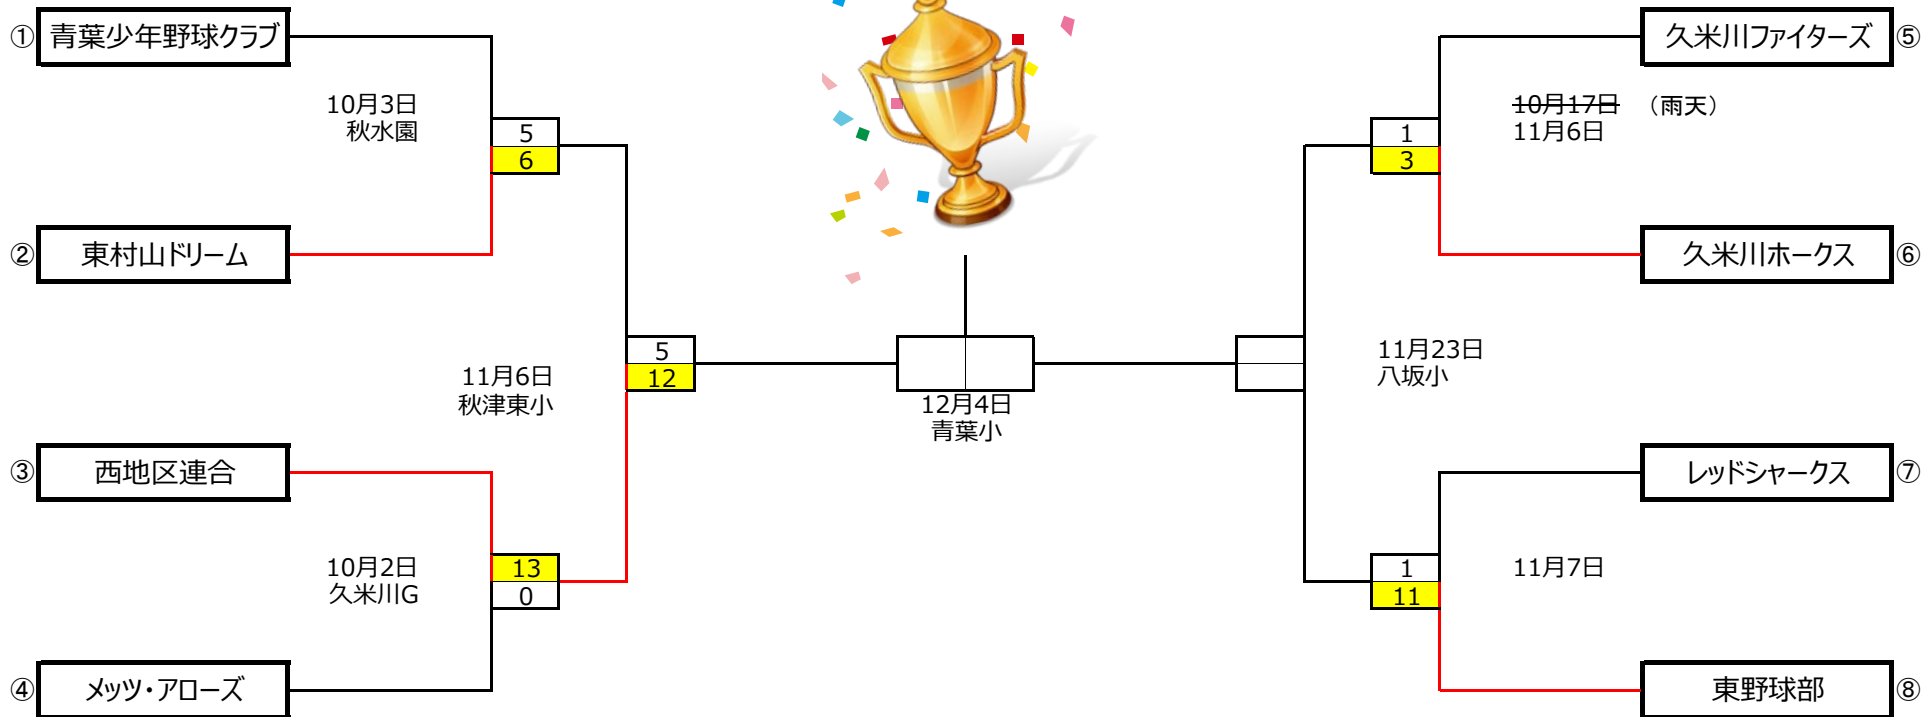 ① 青葉少年野球クラブ
10月3日
秋水園
5
6
② 東村山ドリーム
11月6日
秋津東小
5
12
③ 西地区連合
10月2日
久米川G
13
0
④ メッツ・アローズ
12月4日
青葉小
久米川ファイターズ ⑤
10月17日 （雨天）
11月6日
1
3
久米川ホークス ⑥
11月23日
八坂小
レッドシャークス ⑦
11月7日
1
11
東野球部 ⑧